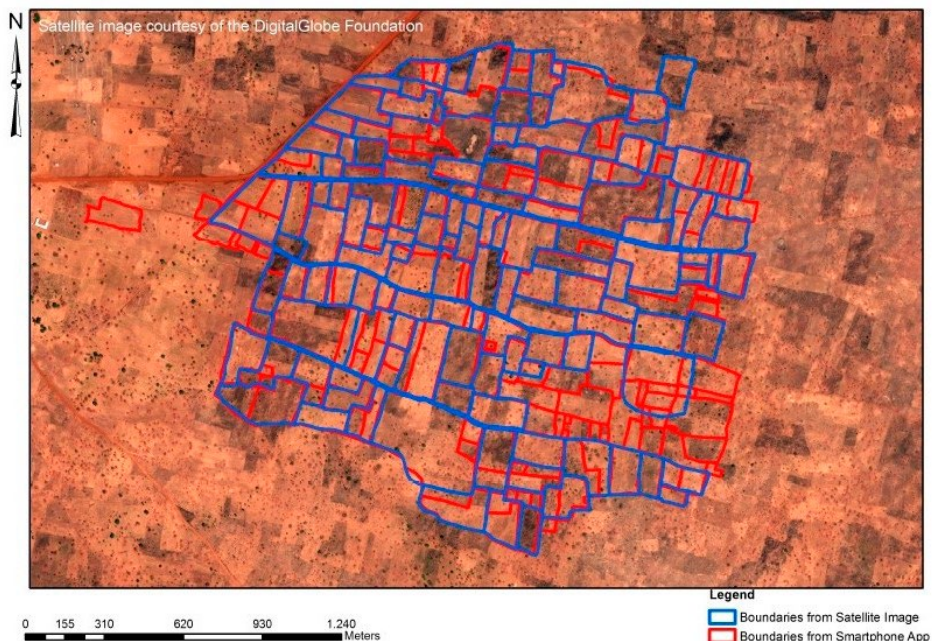 N
Satellite image courtesy of the DigitalGlobe Foundation
Legend
Boundaries from Satellite Image
Boundaries from Smartphone App
0 155 310 620 930 1.240
Meters